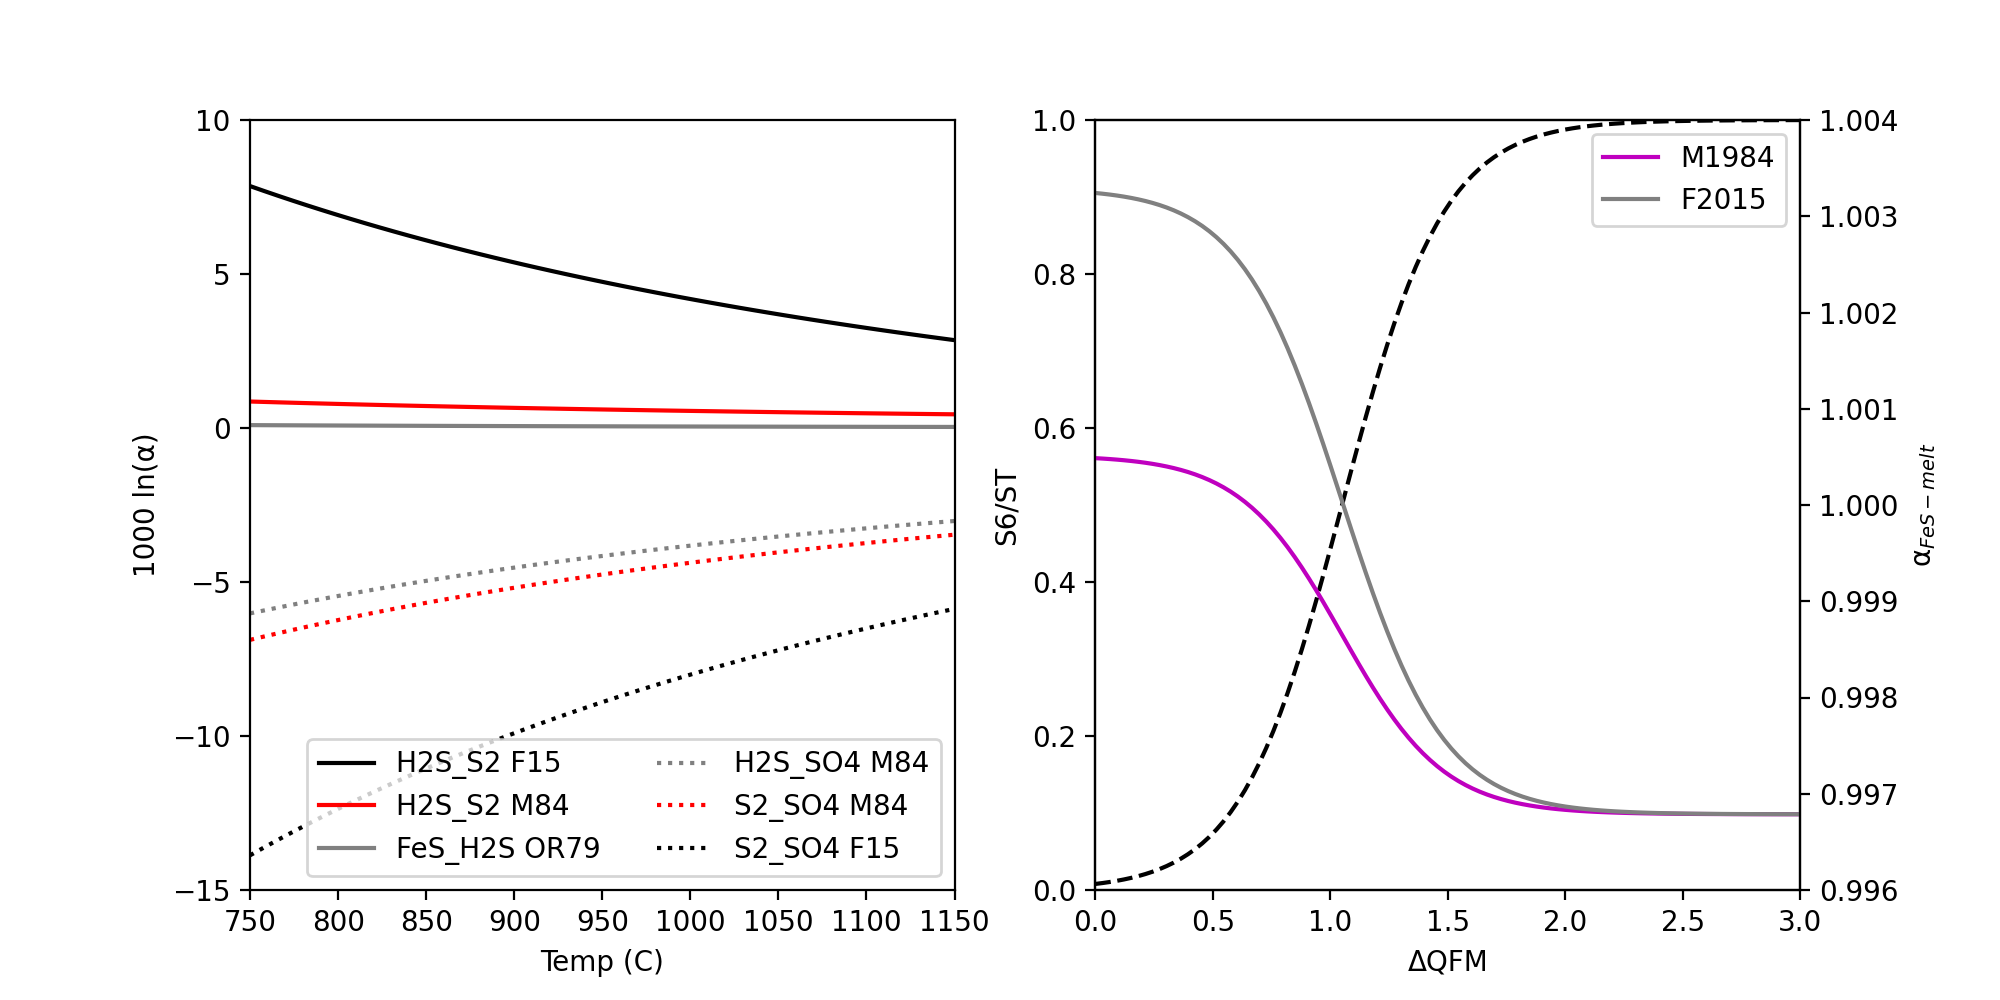 10
5
0
−5
−10
−15
1000 ln(α)
H2S_S2 F15
H2S_S2 M84
FeS_H2S OR79
H2S_SO4 M84
S2_SO4 M84
S2_SO4 F15
750 800 850 900 950 1000 1050 1100 1150
Temp (C)
1.0
0.8
0.6
0.4
0.2
0.0
S6/ST
M1984
F2015
0.0 0.5 1.0 1.5 2.0 2.5 3.0
ΔQFM
1.004
1.003
1.002
1.001
1.000
0.999
0.998
0.997
0.996
αFeS−melt